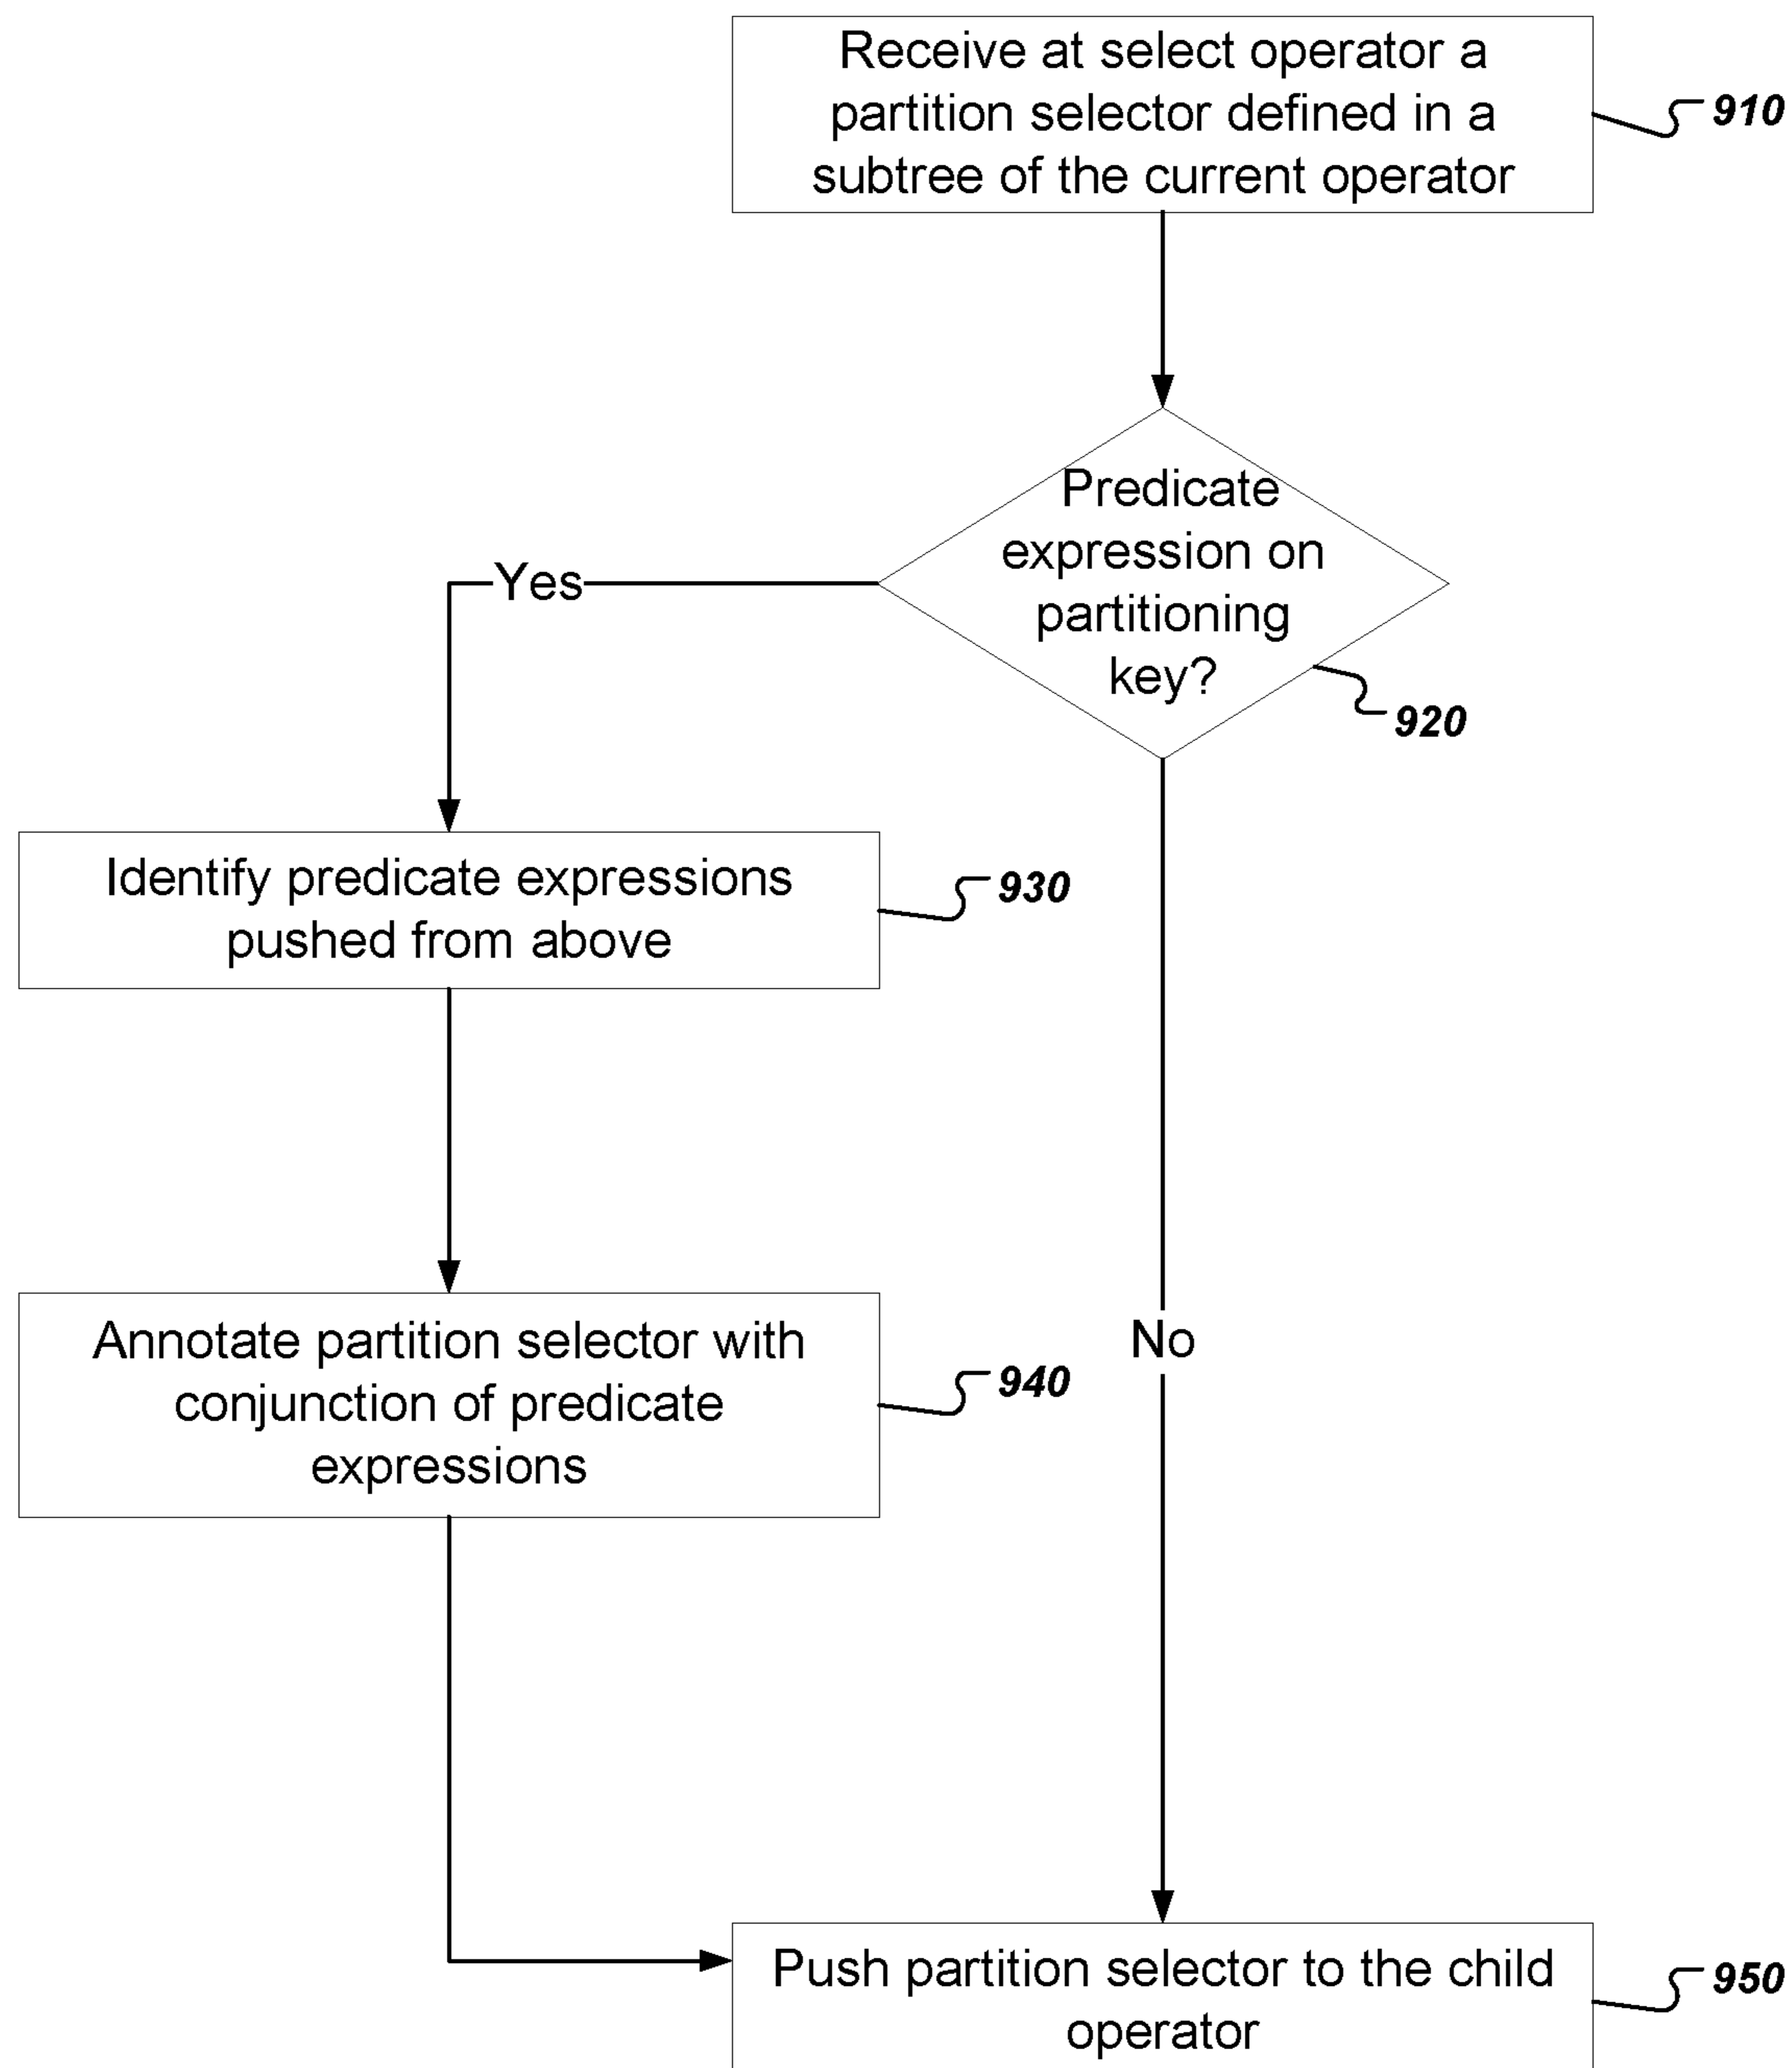 Receive at select operator a
partition selector defined in a
subtree of the current operator
910
Predicate
expression on
partitioning
key?
920
Yes
Identify predicate expressions
pushed from above
930
Annotate partition selector with
conjunction of predicate
expressions
940
No
Push partition selector to the child
operator
950